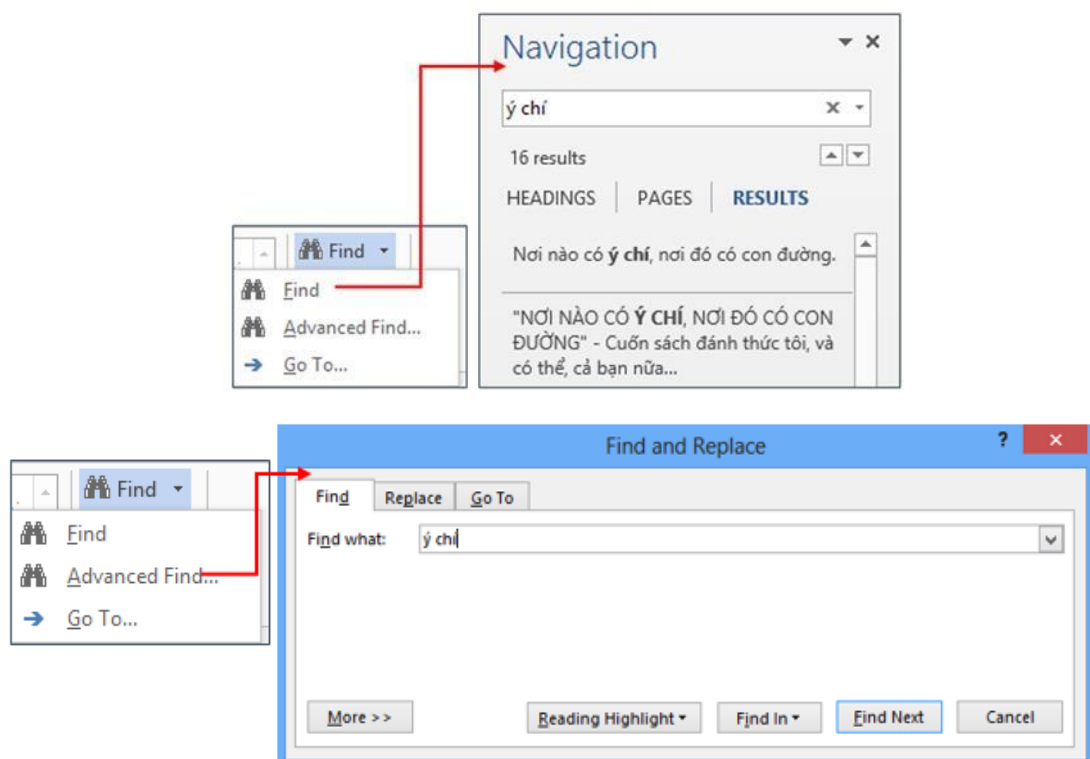 Navigation
ý chí
16 results
HEADINGS PAGES RESULTS
Nơi nào có ý chí, nơi đó có con đường.
"NƠI NÀO CÓ Ý CHÍ, NƠI ĐÓ CÓ CON
ĐƯỜNG" - Cuốn sách đánh thức tôi, và
có thể, cả bạn nữa...
Find
Find
Advanced Find...
Go To...
Find
Find
Advanced Find...
Go To...
Find and Replace
Find Replace Go To
Find what: ý chí
More >> Reading Highlight Find In Find Next Cancel